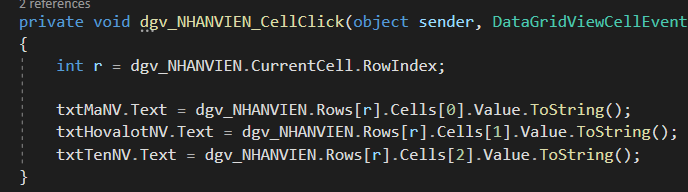 2 references
private void dgv_NHANVIEN_CellClick(object sender, DataGridViewCellEvent
{
int r = dgv_NHANVIEN.CurrentCell.RowIndex;
txtMaNV.Text = dgv_NHANVIEN.Rows[r].Cells[0].Value.ToString();
txtHovalotNV.Text = dgv_NHANVIEN.Rows[r].Cells[1].Value.ToString();
txtTenNV.Text = dgv_NHANVIEN.Rows[r].Cells[2].Value.ToString();
}